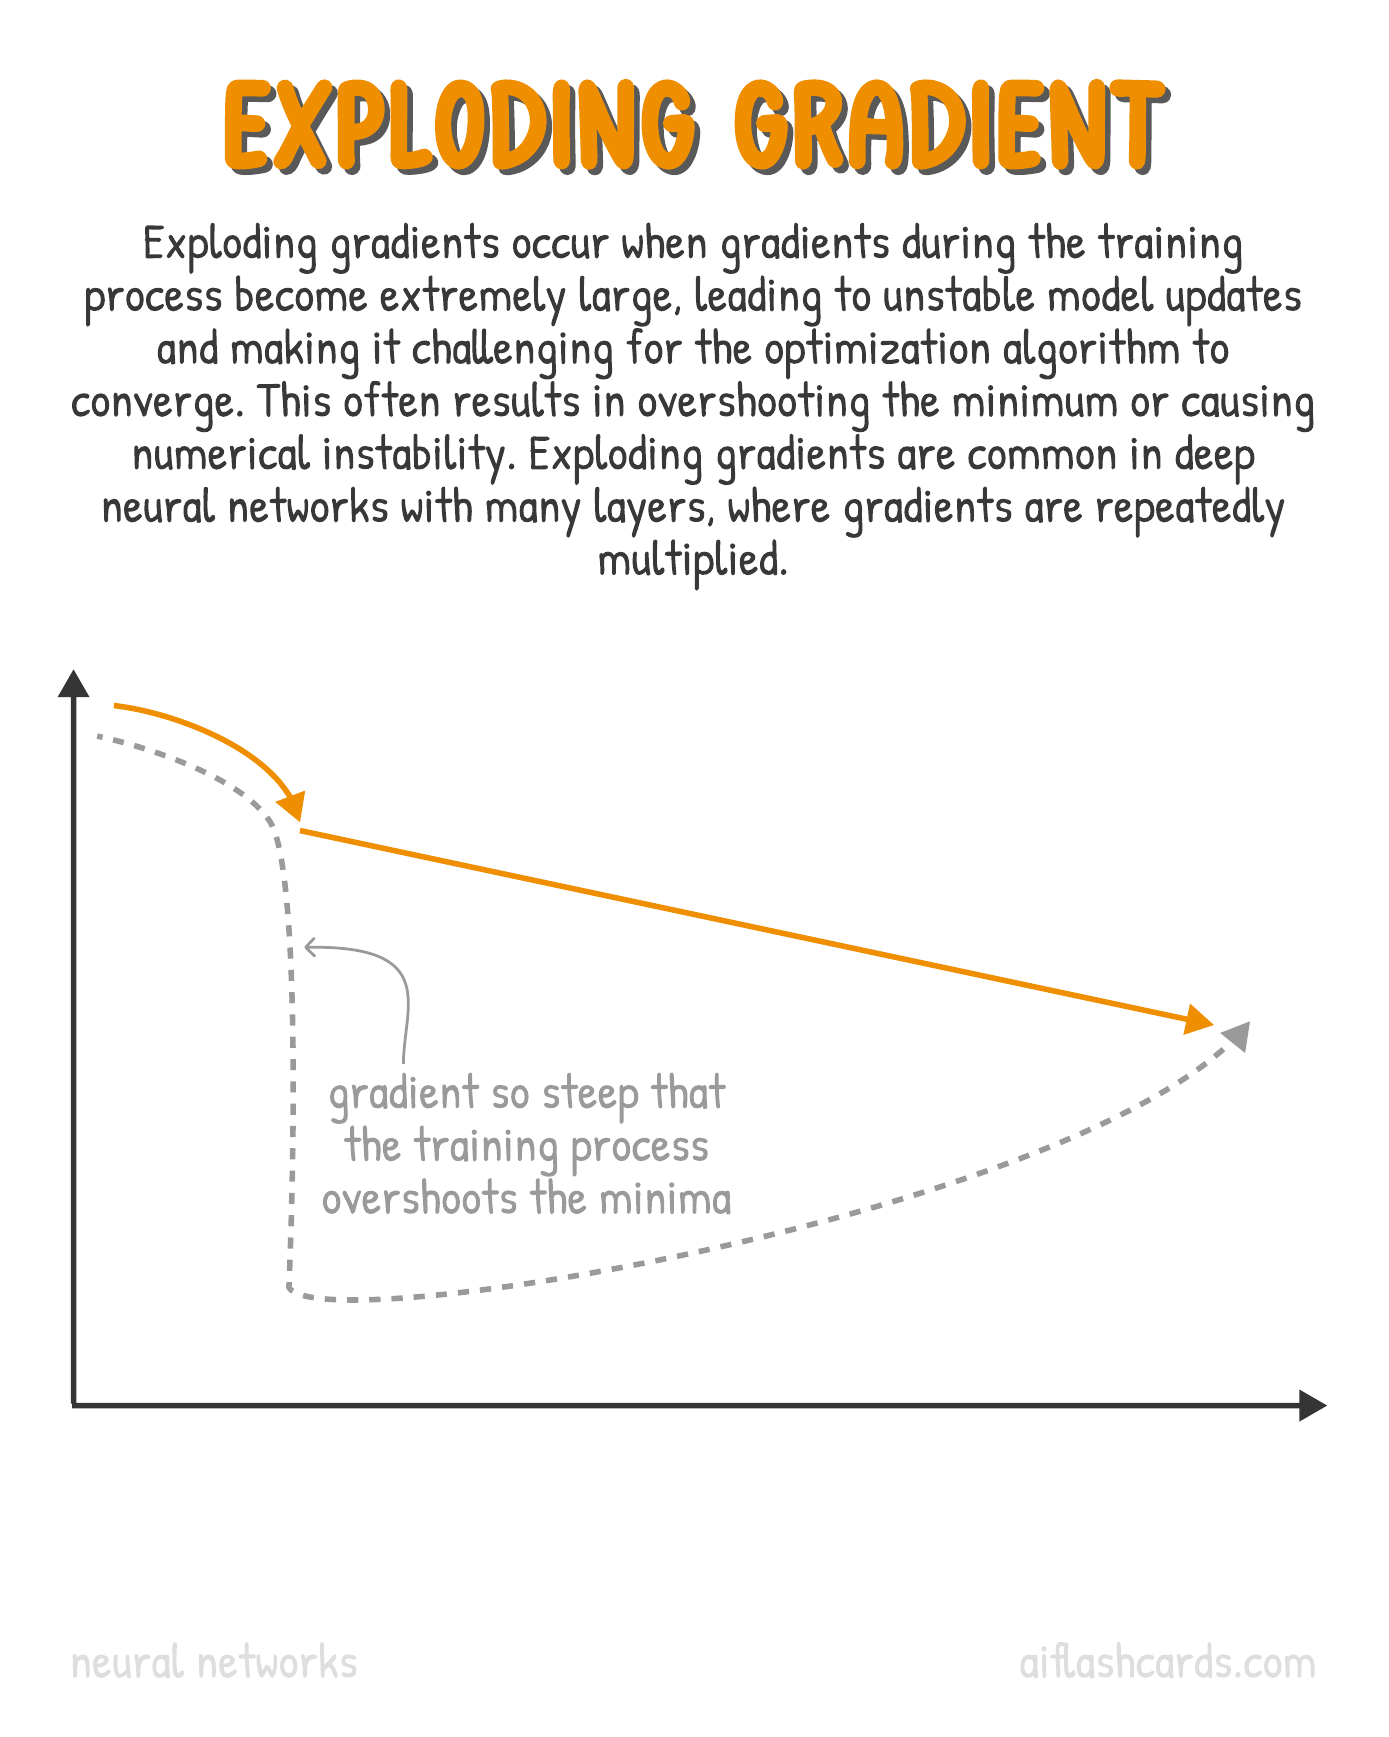 EXPLODING GRADIENT
Exploding gradients occur when gradients during the training
process become extremely large, leading to unstable model updates
and making it challenging for the optimization algorithm to
converge. This often results in overshooting the minimum or causing
numerical instability. Exploding gradients are common in deep
neural networks with many layers, where gradients are repeatedly
multiplied.
gradient so steep that
the training process
overshoots the minima
neural networks
aiflashcards.com